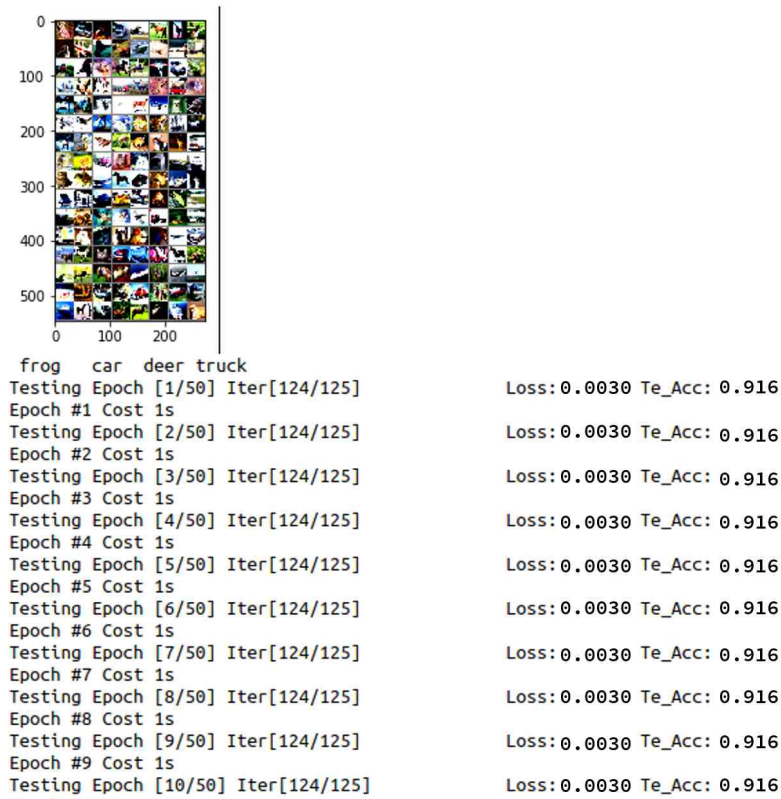 0
100
200
300
400
500
0 100 200
frog car deer truck
Testing Epoch [1/50] Iter[124/125] Loss: 0.0030 Te_Acc: 0.916
Epoch #1 Cost 1s
Testing Epoch [2/50] Iter[124/125] Loss: 0.0030 Te_Acc: 0.916
Epoch #2 Cost 1s
Testing Epoch [3/50] Iter[124/125] Loss: 0.0030 Te_Acc: 0.916
Epoch #3 Cost 1s
Testing Epoch [4/50] Iter[124/125] Loss: 0.0030 Te_Acc: 0.916
Epoch #4 Cost 1s
Testing Epoch [5/50] Iter[124/125] Loss: 0.0030 Te_Acc: 0.916
Epoch #5 Cost 1s
Testing Epoch [6/50] Iter[124/125] Loss: 0.0030 Te_Acc: 0.916
Epoch #6 Cost 1s
Testing Epoch [7/50] Iter[124/125] Loss: 0.0030 Te_Acc: 0.916
Epoch #7 Cost 1s
Testing Epoch [8/50] Iter[124/125] Loss: 0.0030 Te_Acc: 0.916
Epoch #8 Cost 1s
Testing Epoch [9/50] Iter[124/125] Loss: 0.0030 Te_Acc: 0.916
Epoch #9 Cost 1s
Testing Epoch [10/50] Iter[124/125] Loss: 0.0030 Te_Acc: 0.916